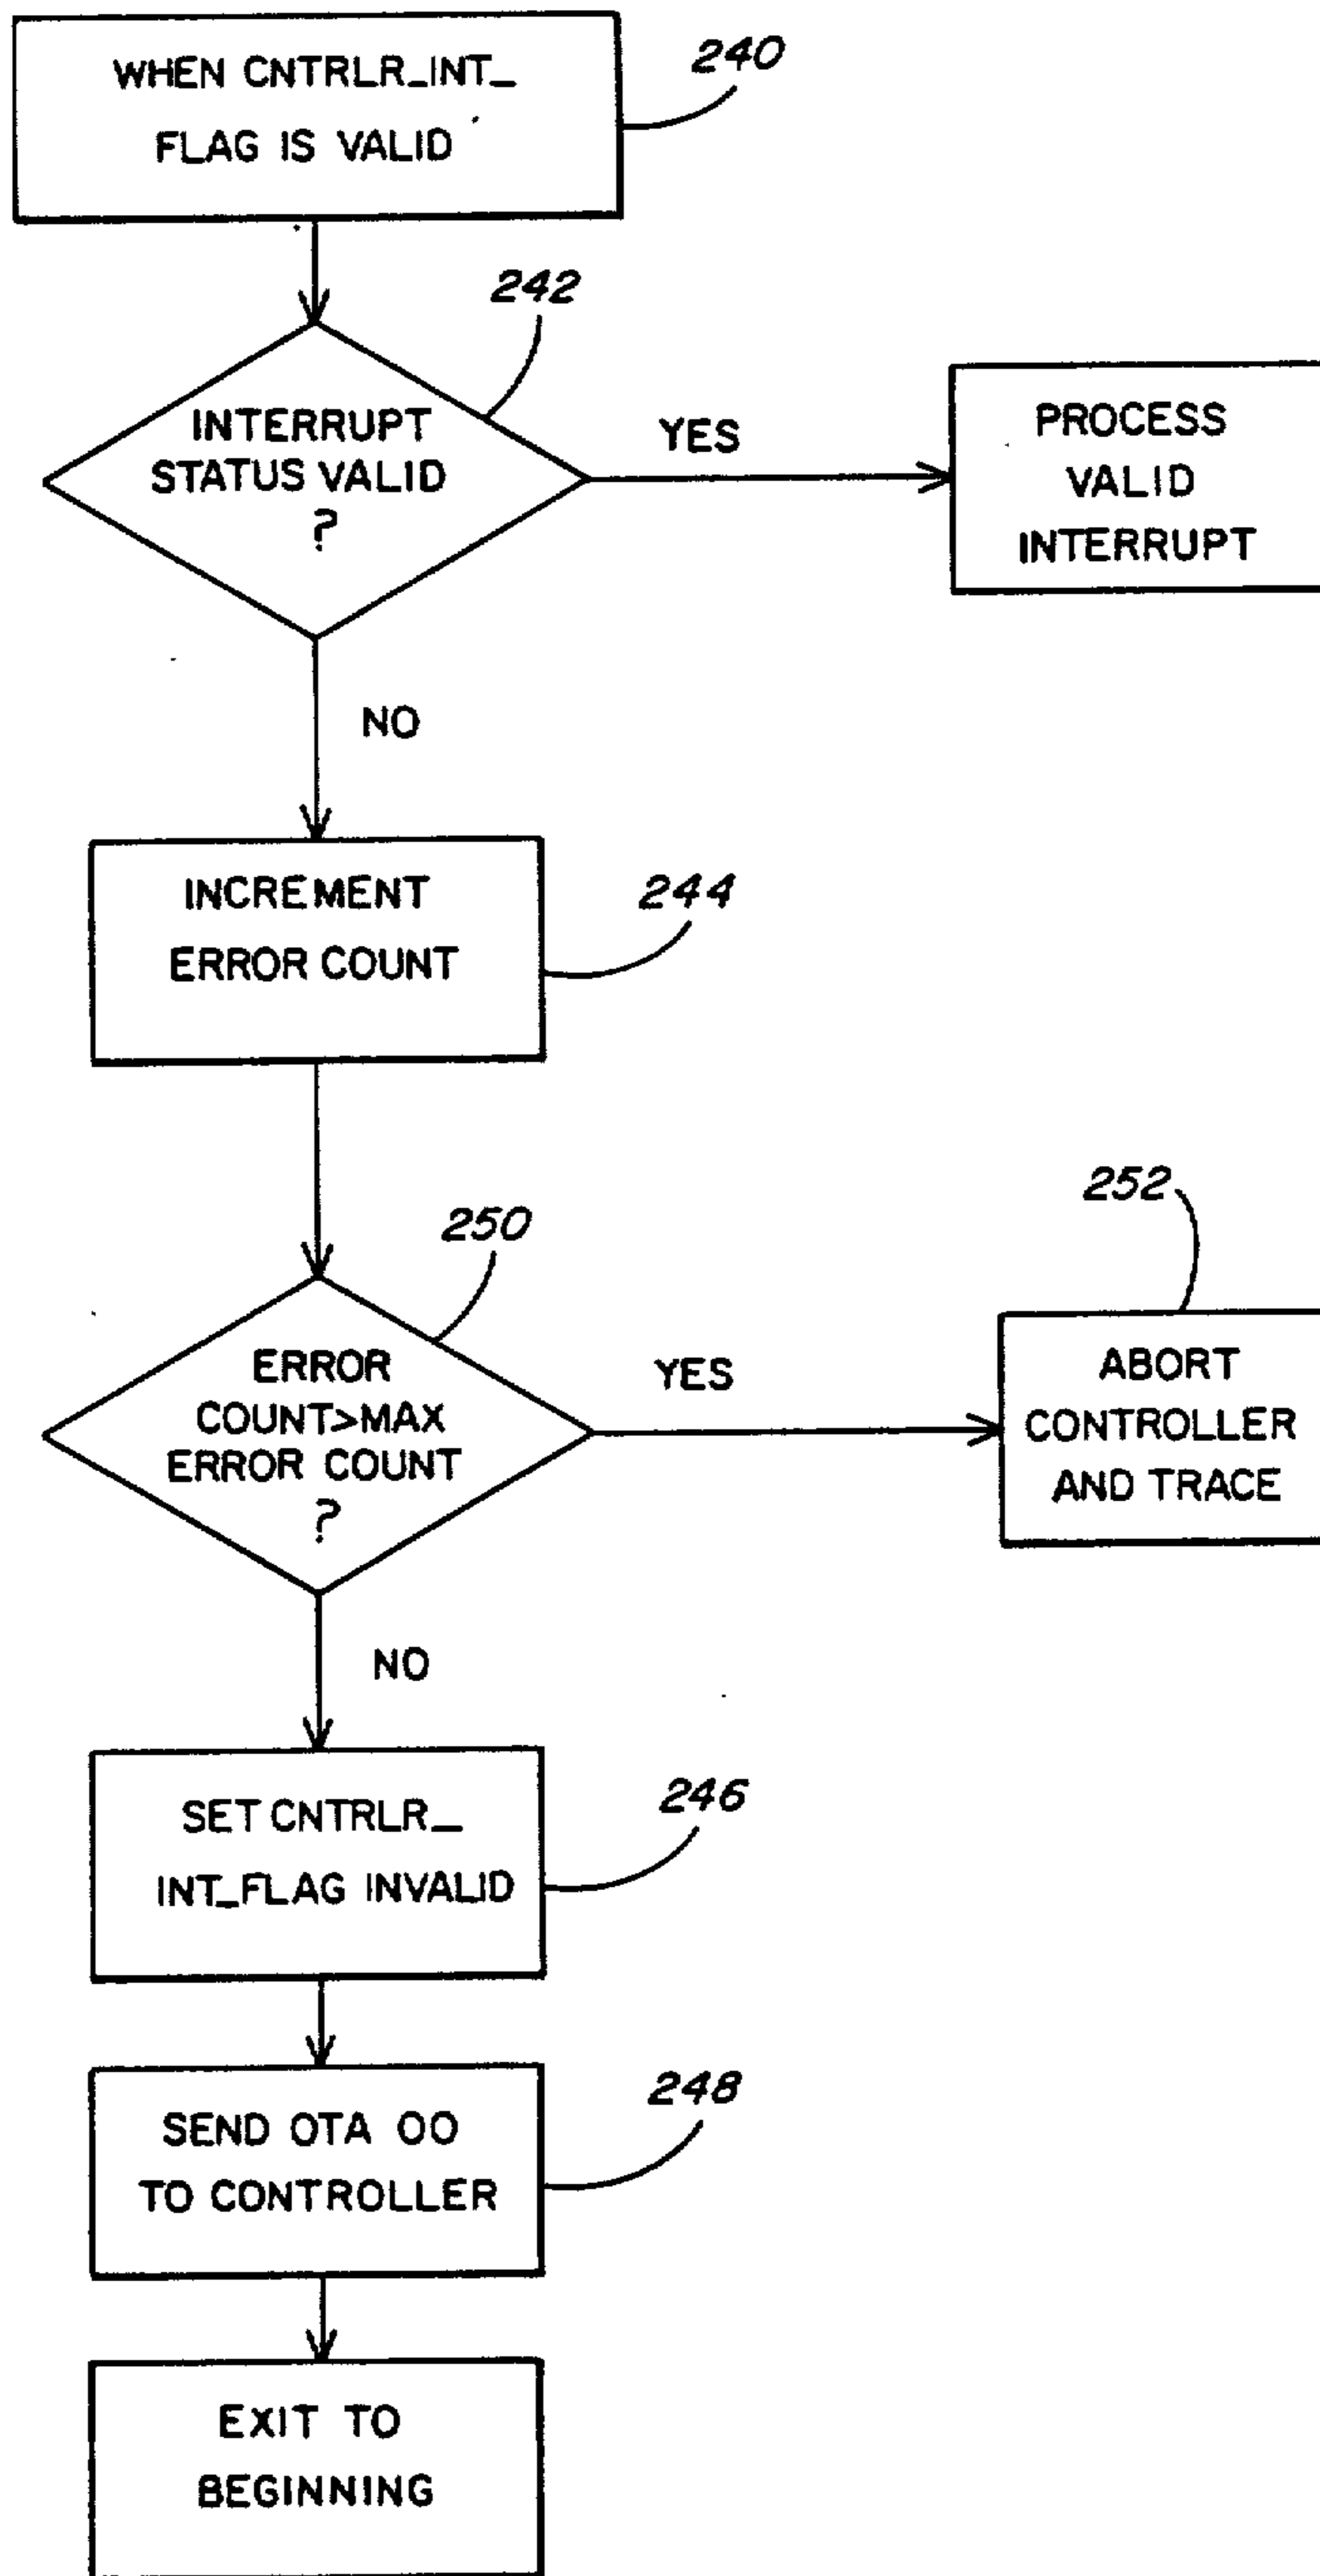 WHEN CNTRLR_INT_
FLAG IS VALID
240
242
INTERRUPT
STATUS VALID
?
YES
PROCESS
VALID
INTERRUPT
NO
INCREMENT
ERROR COUNT
244
250
ERROR
COUNT>MAX
ERROR COUNT
?
YES
252
ABORT
CONTROLLER
AND TRACE
NO
SET CNTRLR_
INT_FLAG INVALID
246
SEND OTA 00
TO CONTROLLER
248
EXIT TO
BEGINNING